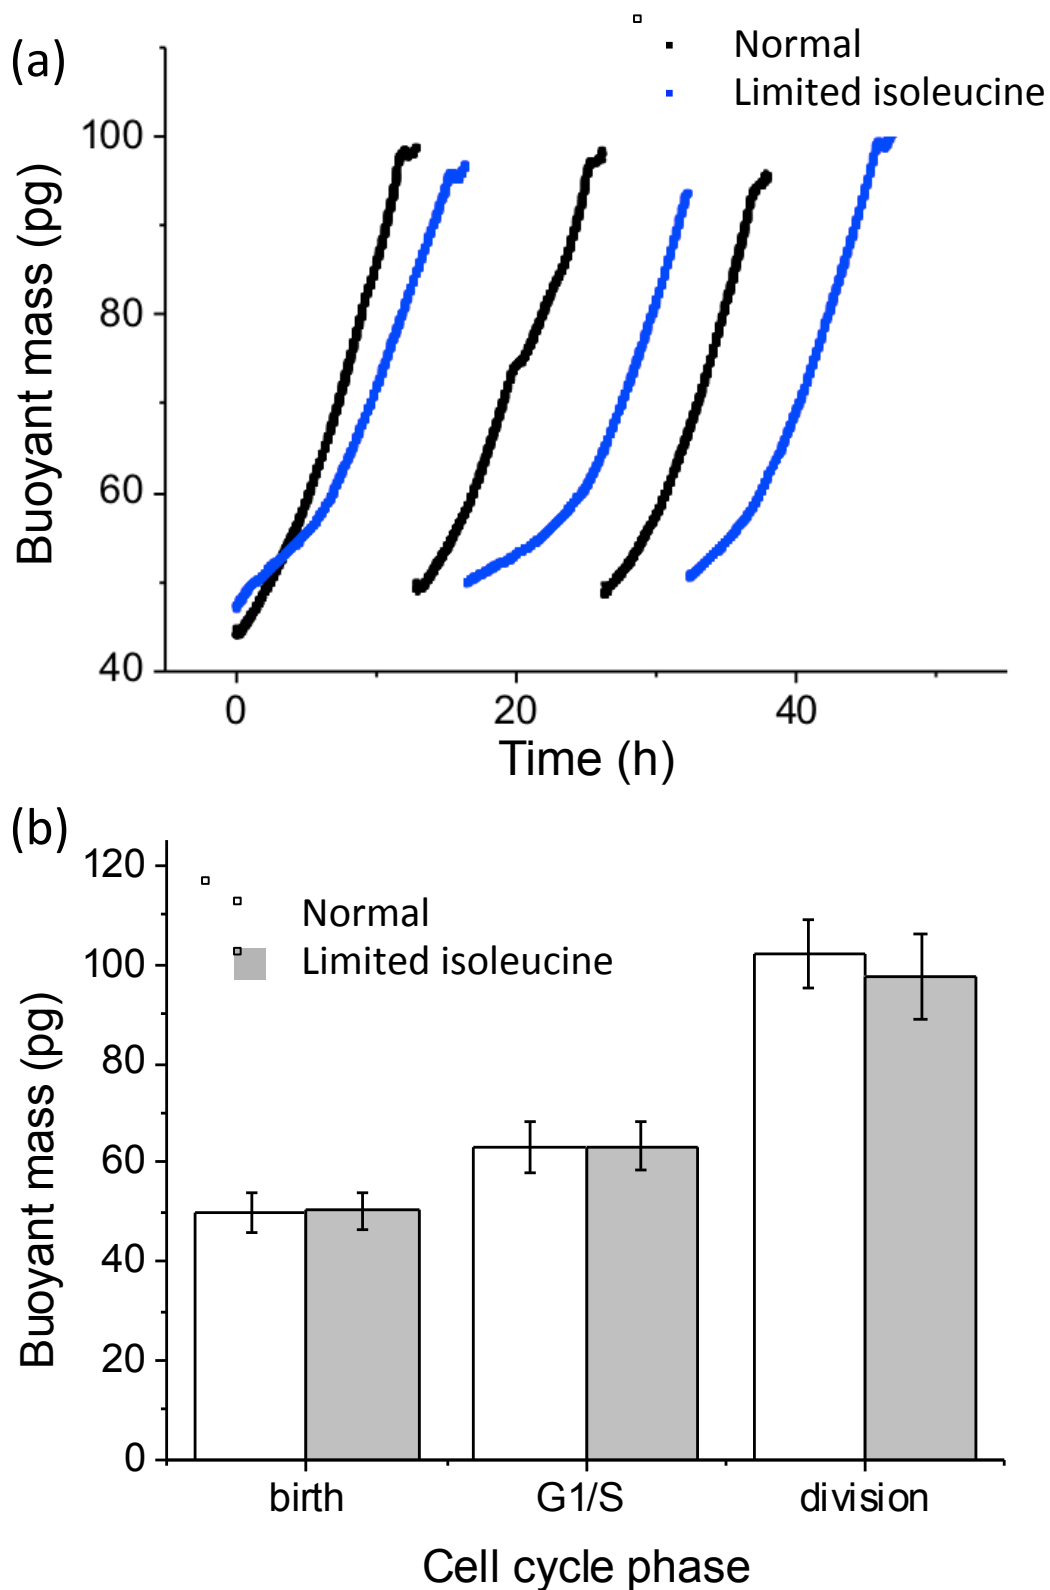 (a)
Normal
Limited isoleucine
100
80
60
40
Buoyant mass (pg)
0 20 40
Time (h)
(b)
120
100
80
60
40
20
0
Normal
Limited isoleucine
Buoyant mass (pg)
birth G1/S division
Cell cycle phase